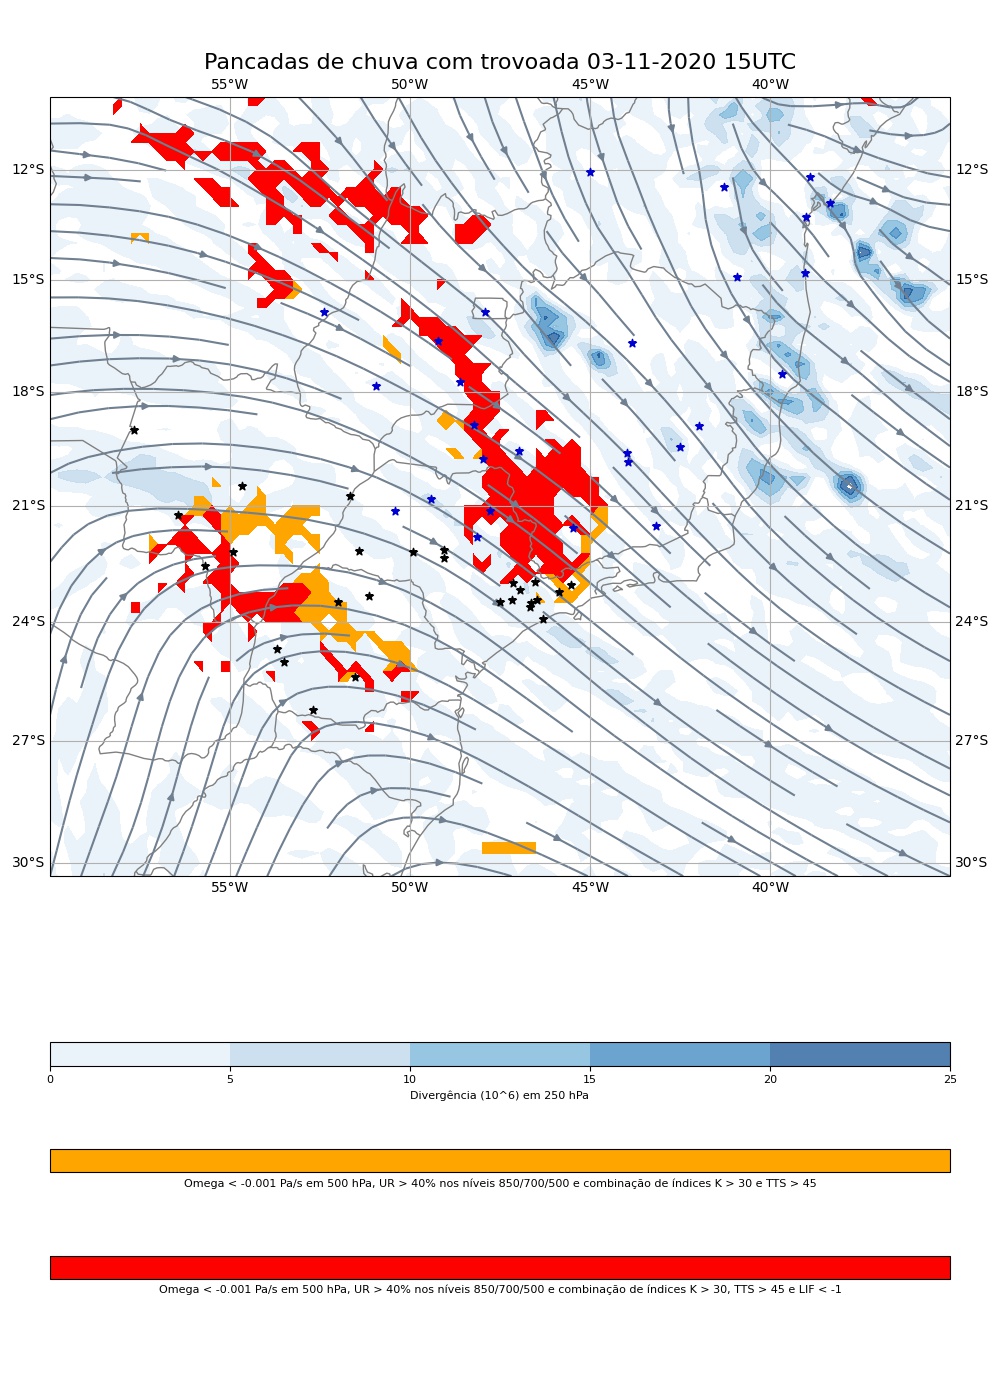 Pancadas de chuva com trovoada 03-11-2020 15UTC
55°W 50°W 45°W 40°W
12°S 12°S
15°S 15°S
18°S 18°S
21°S 21°S
24°S 24°S
27°S 27°S
30°S 30°S
55°W 50°W 45°W 40°W
0 5 10 15 20 25
Divergência (10^6) em 250 hPa
Omega < -0.001 Pa/s em 500 hPa, UR > 40% nos níveis 850/700/500 e combinação de índices K > 30 e TTS > 45
Omega < -0.001 Pa/s em 500 hPa, UR > 40% nos níveis 850/700/500 e combinação de índices K > 30, TTS > 45 e LIF < -1